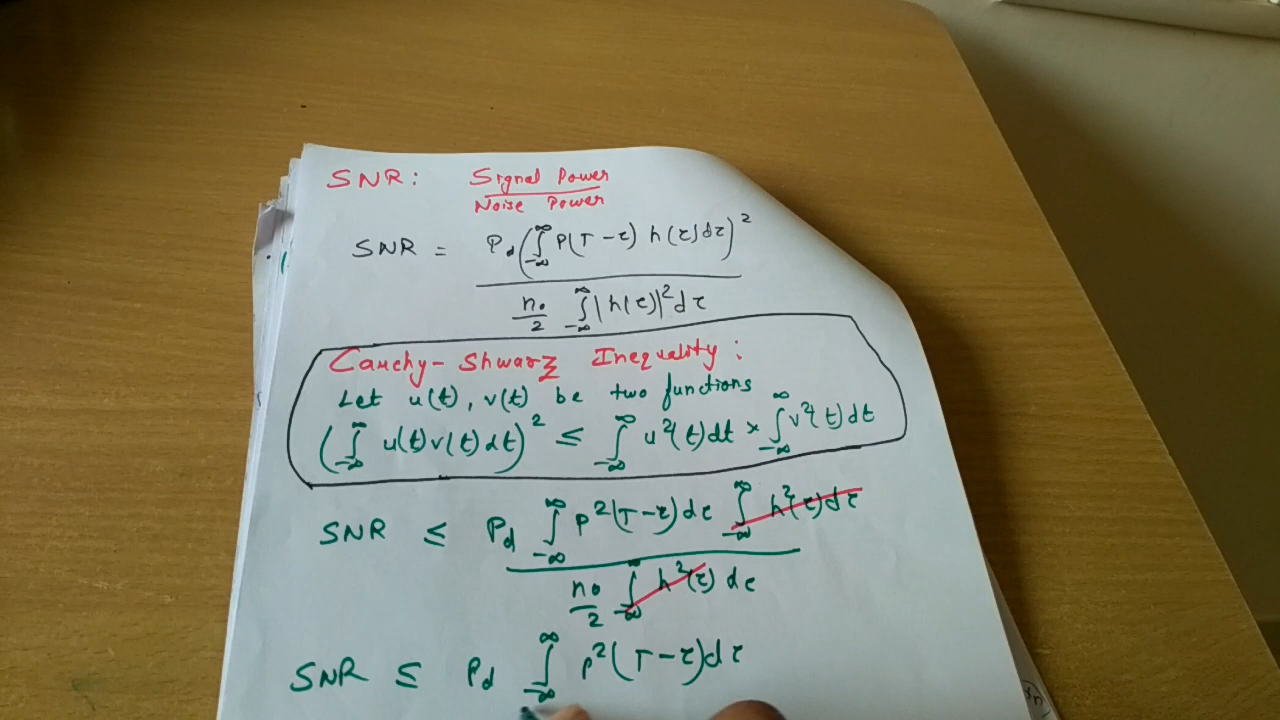 SNR: Signal Power / Noise Power
SNR = P_d (∫_{-∞}^{∞} P(T-τ) h(τ)dτ)² / (n₀/2 ∫_{-∞}^{∞} |h(τ)|² dτ)
Cauchy-Shwarz Inequality:
Let u(t), v(t) be two functions
(∫_{-∞}^{∞} u(t)v(t)dt)² ≤ ∫_{-∞}^{∞} u²(t)dt × ∫_{-∞}^{∞} v²(t)dt
SNR ≤ P_d ∫_{-∞}^{∞} P²(T-τ)dτ ∫_{-∞}^{∞} h²(τ)dτ / (n₀/2 ∫_{-∞}^{∞} h²(τ) dτ)
SNR ≤ P_d ∫_{-∞}^{∞} P²(T-τ)dτ